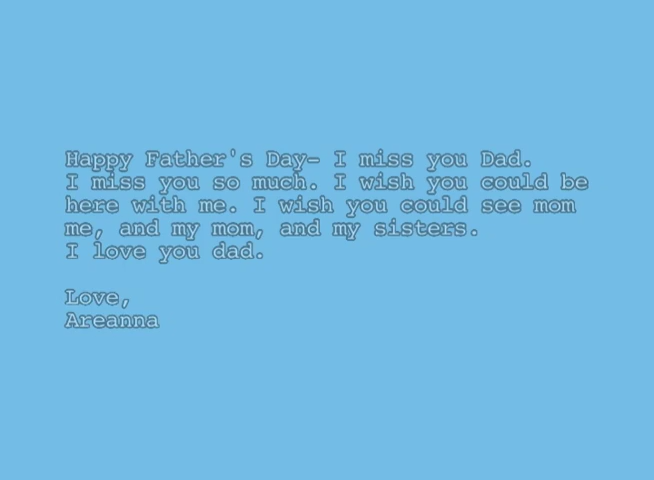 Happy Father's Day- I miss you Dad.
I miss you so much. I wish you could be
here with me. I wish you could see mom
me, and my mom, and my sisters.
I love you dad.
Love,
Areanna